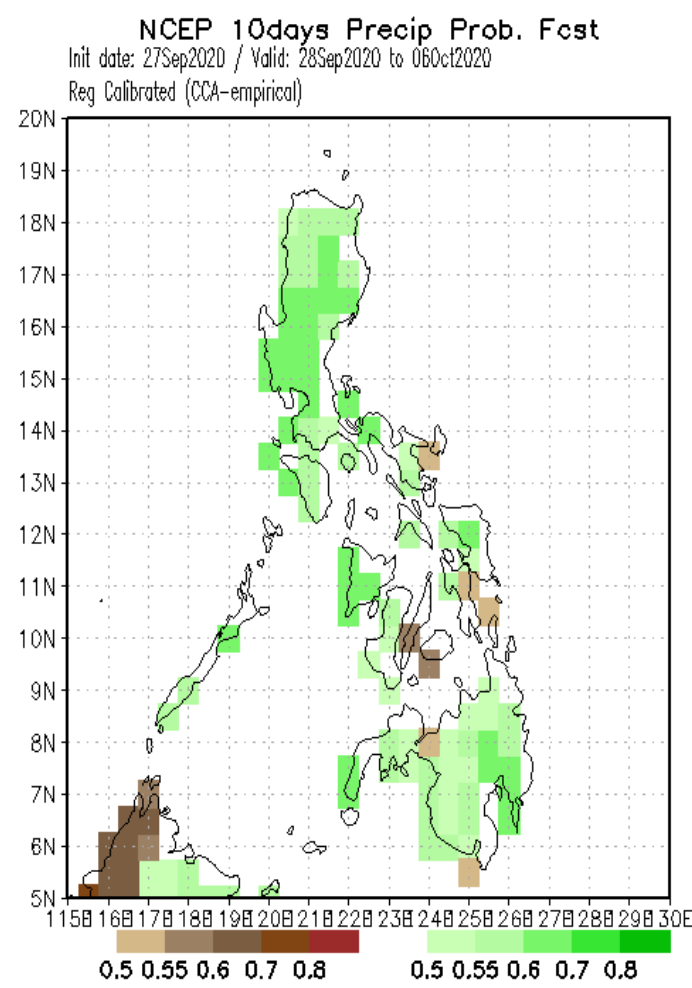 NCEP 10days Precip Prob. Fcst
Init date: 27Sep2020 / Valid: 28Sep2020 to 06Oct2020
Reg Calibrated (CCA-empirical)
20N
19N
18N
17N
16N
15N
14N
13N
12N
11N
10N
9N
8N
7N
6N
5N
115E 116E 117E 118E 119E 120E 121E 122E 123E 124E 125E 126E 127E 128E 129E 130E
0.5 0.55 0.6 0.7 0.8 0.5 0.55 0.6 0.7 0.8